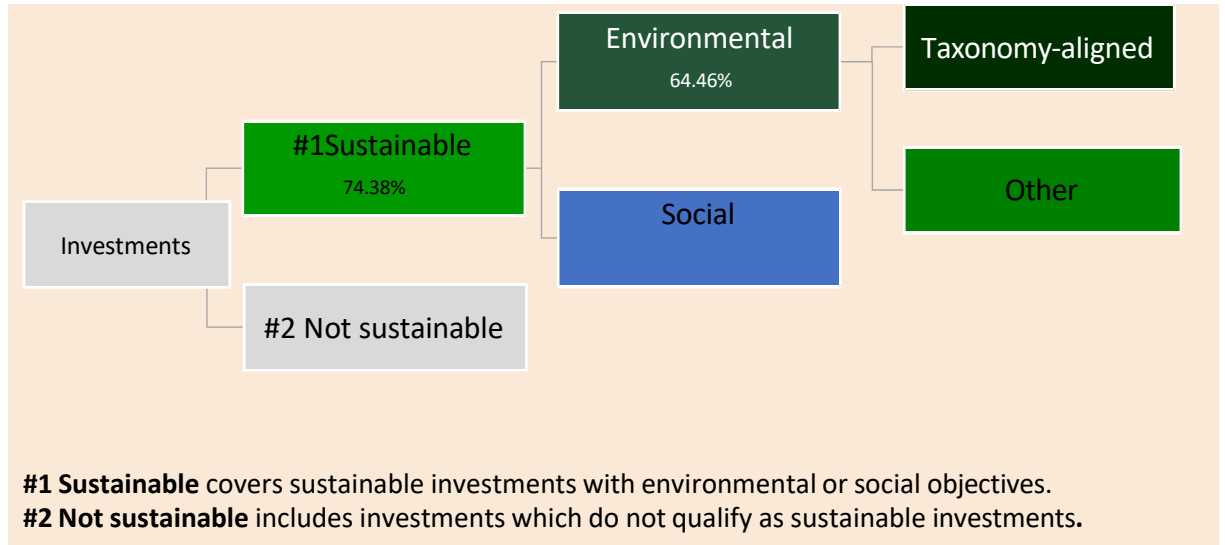 Environmental
64.46%
Taxonomy-aligned
#1Sustainable
74.38%
Other
Social
Investments
#2 Not sustainable
#1 Sustainable covers sustainable investments with environmental or social objectives.
#2 Not sustainable includes investments which do not qualify as sustainable investments.